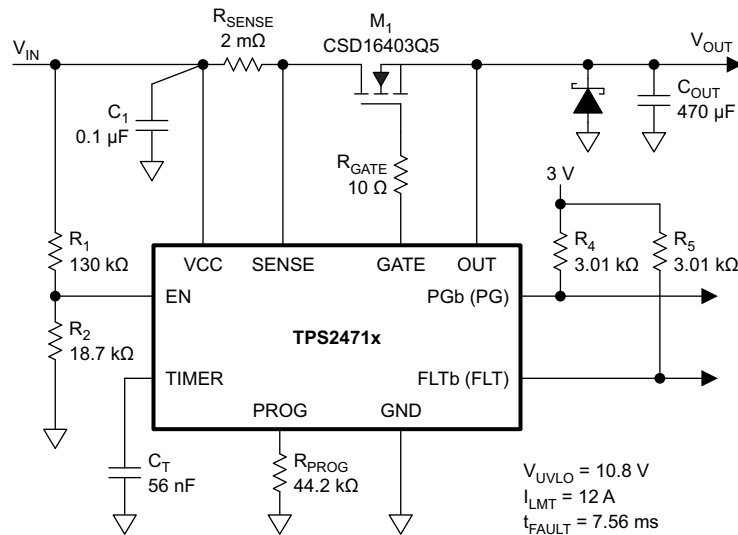 R_SENSE
2 mΩ
M_1
CSD16403Q5
V_IN
V_OUT
C_1
0.1 µF
C_OUT
470 µF
R_GATE
10 Ω
3 V
R_1
130 kΩ
R_4
3.01 kΩ
R_5
3.01 kΩ
VCC
SENSE
GATE
OUT
EN
PGb (PG)
TPS2471x
R_2
18.7 kΩ
TIMER
FLTb (FLT)
PROG
GND
C_T
56 nF
R_PROG
44.2 kΩ
V_UVLO = 10.8 V
I_LMT = 12 A
t_FAULT = 7.56 ms